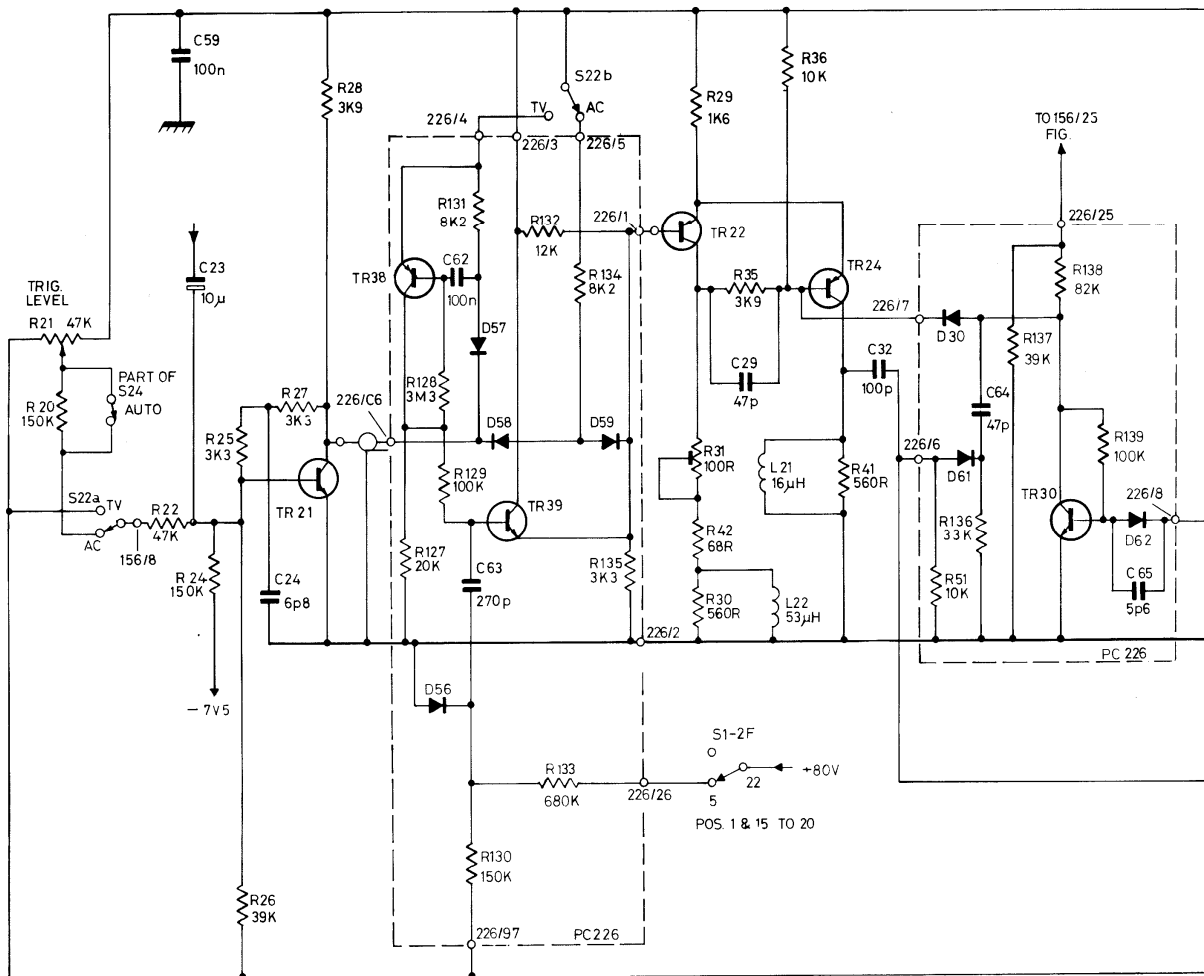 C59
100n
R28
3K9
S22b
TV
AC
226/4
226/3
226/5
R36
10K
R29
1K6
TO 156/25
FIG.
226/25
R131
8K2
R132
12K
226/1
TR22
C23
10μ
TR38
C62
100n
R134
8K2
R35
3K9
TR24
R138
82K
TRIG.
LEVEL
R21
47K
226/7
D30
R137
39K
D57
C29
47p
C32
100p
PART OF
S24
AUTO
R20
150K
R27
3K3
226/C6
R128
3M3
C64
47p
R25
3K3
D58
D59
R31
100R
226/6
R139
100K
R129
100K
L21
16μH
R41
560R
D61
S22a
TV
R22
47K
TR21
TR39
TR30
226/8
AC
156/8
R42
68R
R136
33K
D62
R24
150K
C24
6p8
R127
20K
C63
270p
R135
3K3
R51
10K
C65
5p6
R30
560R
L22
53μH
226/2
PC 226
D56
-7V5
S1-2F
+80V
R133
680K
226/26
5
22
POS. 1 & 15 TO 20
R130
150K
R26
39K
226/97
PC226